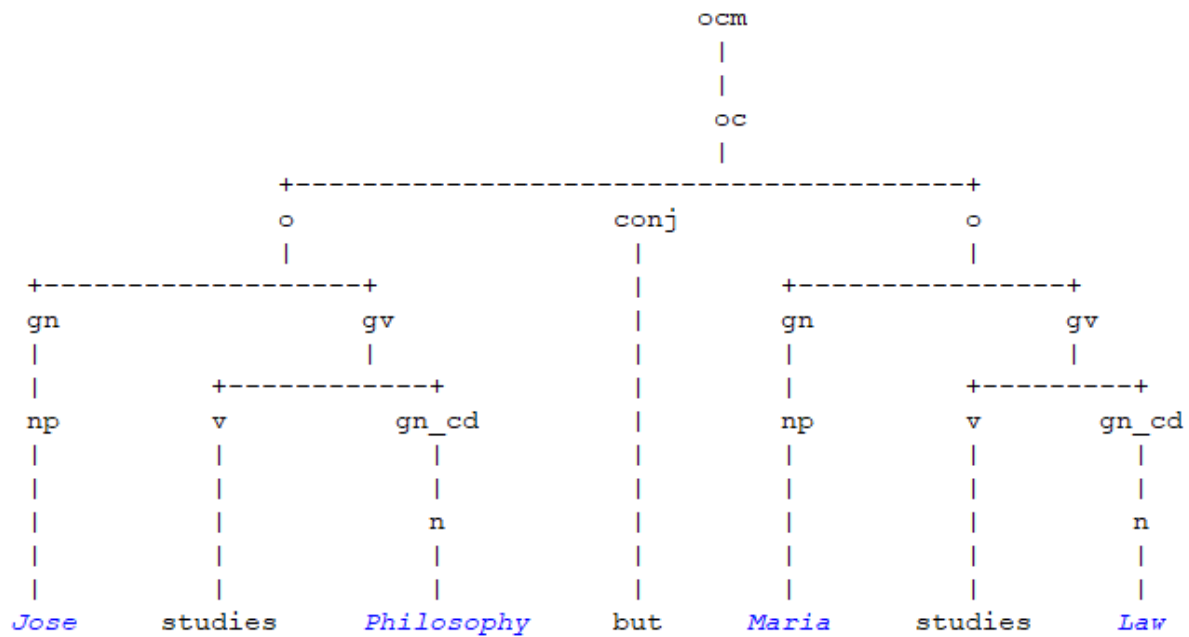 ocm
oc
o conj o
gn gv gn gv
np v gn_cd np v gn_cd
n n
Jose studies Philosophy but Maria studies Law